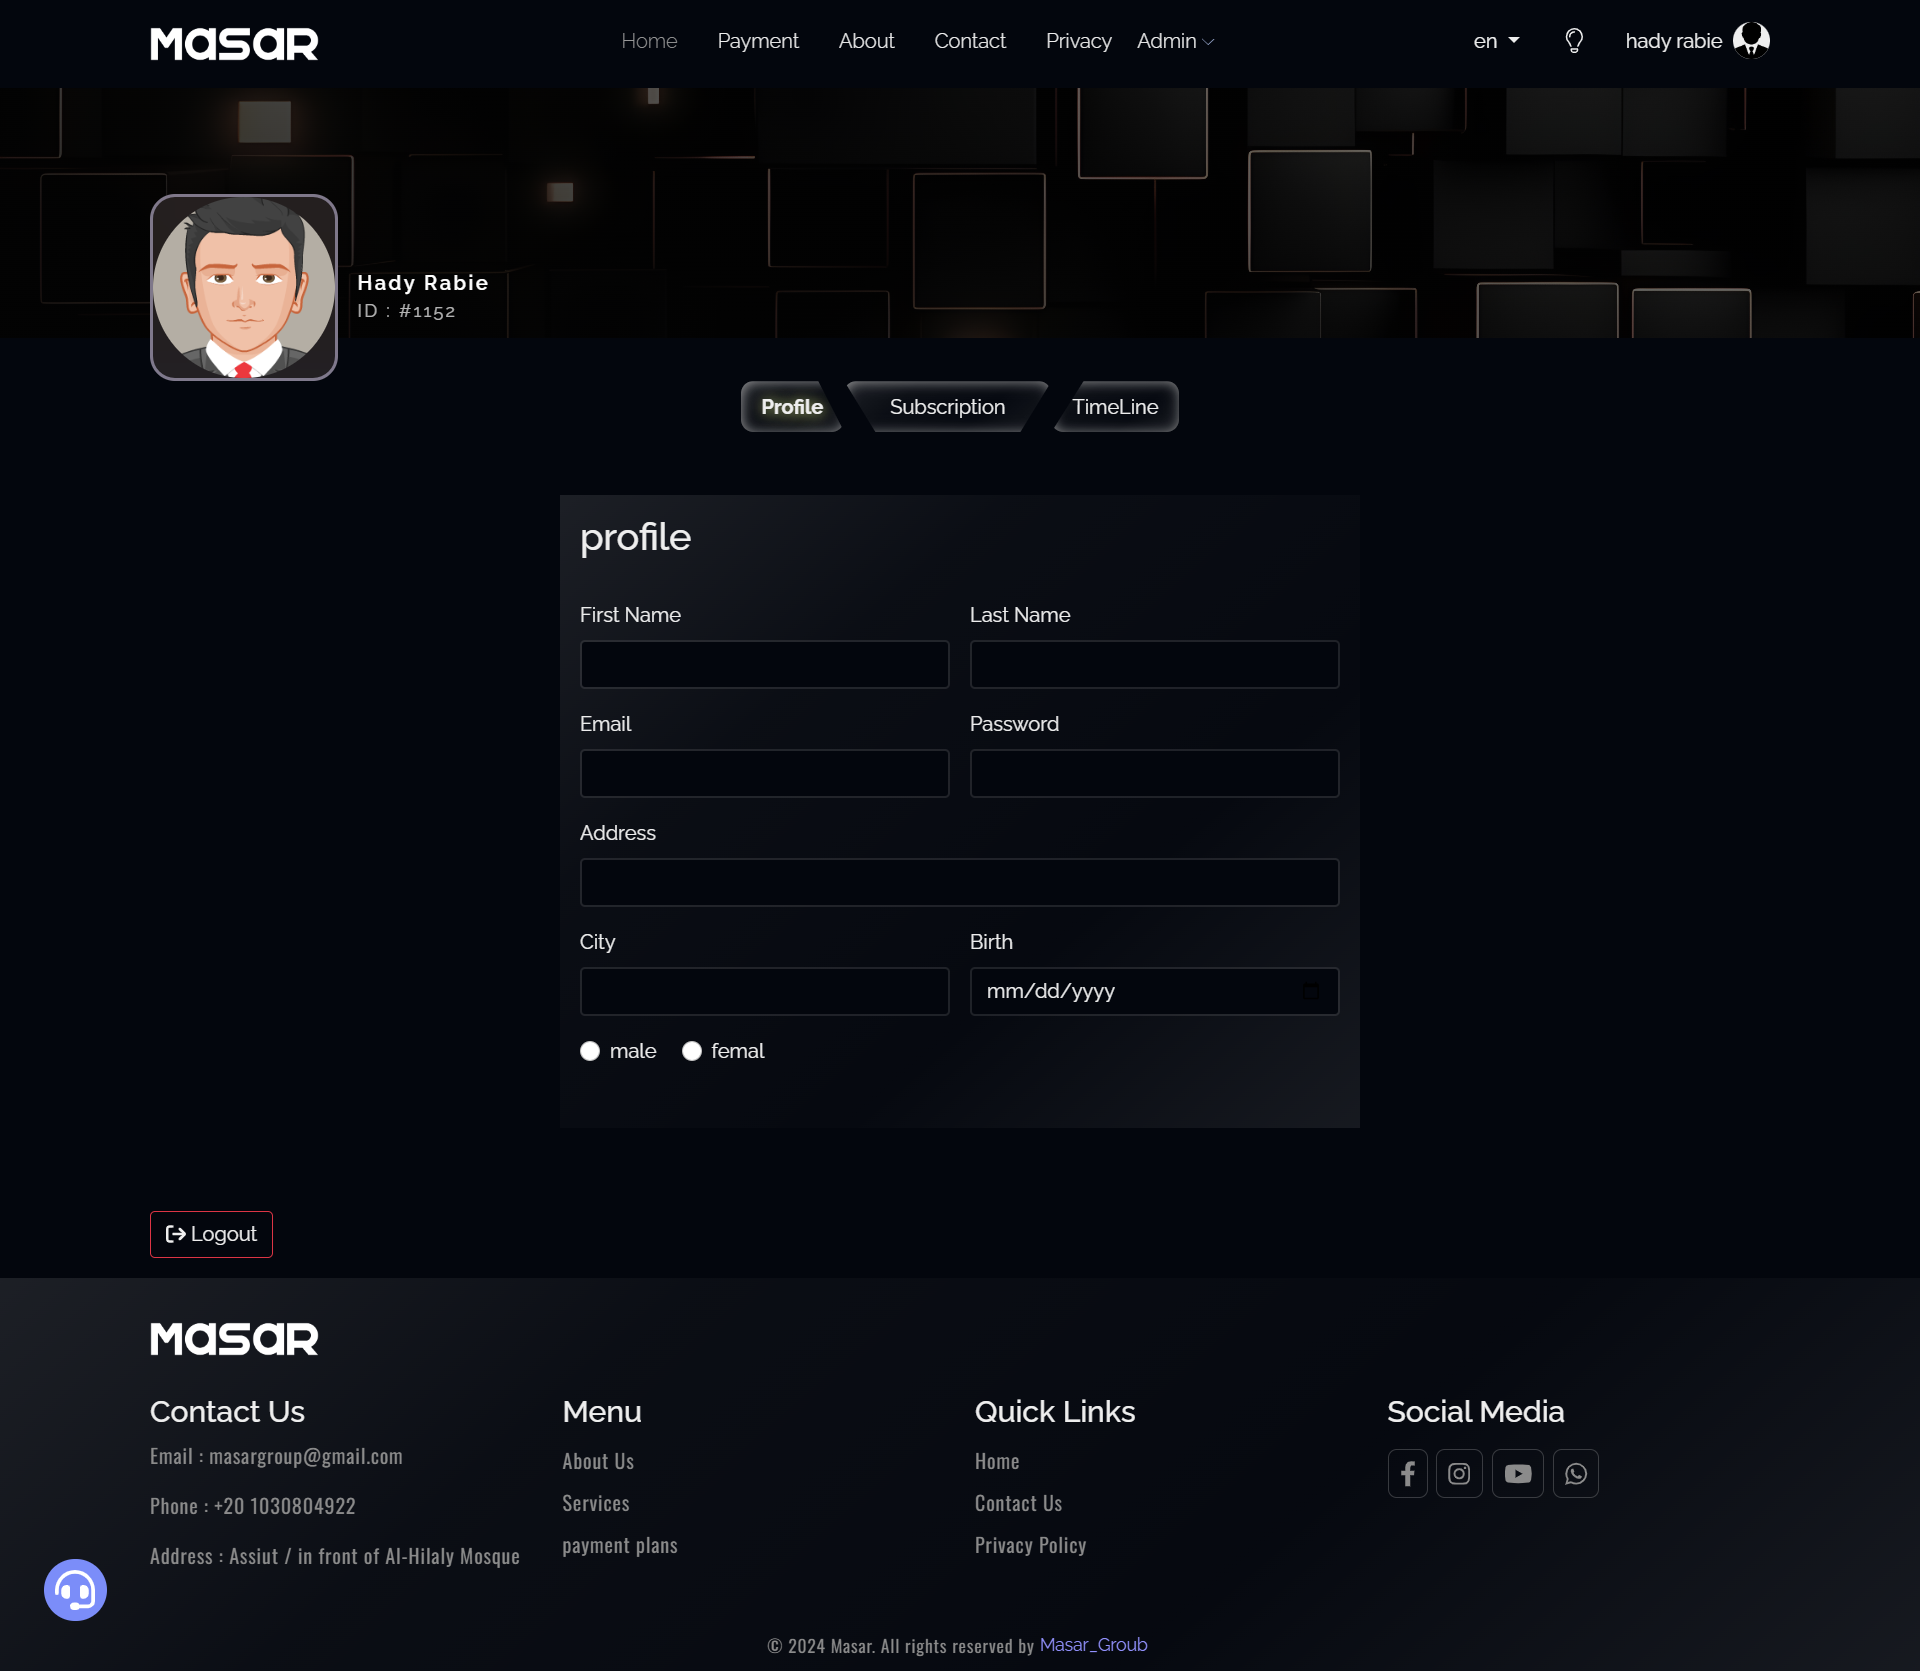 MasaR
Home Payment About Contact Privacy Admin
en
hady rabie
Hady Rabie
ID : #1152
Profile Subscription TimeLine
profile
First Name Last Name
Email Password
Address
City Birth
mm/dd/yyyy
male femal
Logout
MasaR
Contact Us
Email : masargroup@gmail.com
Phone : +20 1030804922
Address : Assiut / in front of Al-Hilaly Mosque
Menu
About Us
Services
payment plans
Quick Links
Home
Contact Us
Privacy Policy
Social Media
© 2024 Masar. All rights reserved by Masar_Groub